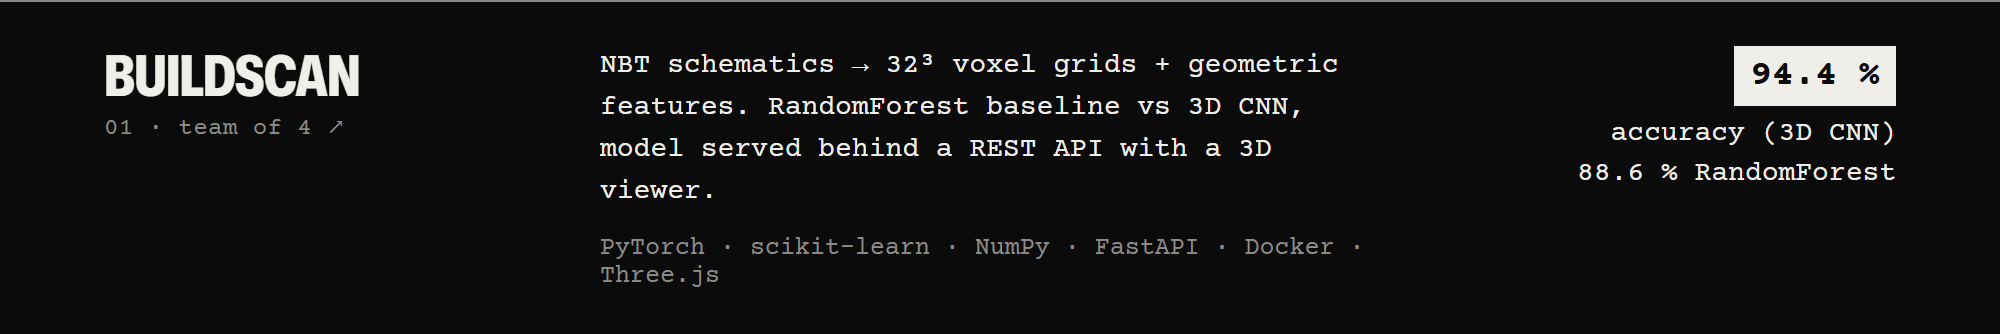 BUILDSCAN
01 · team of 4 ↗
NBT schematics → 32³ voxel grids + geometric
features. RandomForest baseline vs 3D CNN,
model served behind a REST API with a 3D
viewer.
PyTorch · scikit-learn · NumPy · FastAPI · Docker ·
Three.js
94.4 %
accuracy (3D CNN)
88.6 % RandomForest